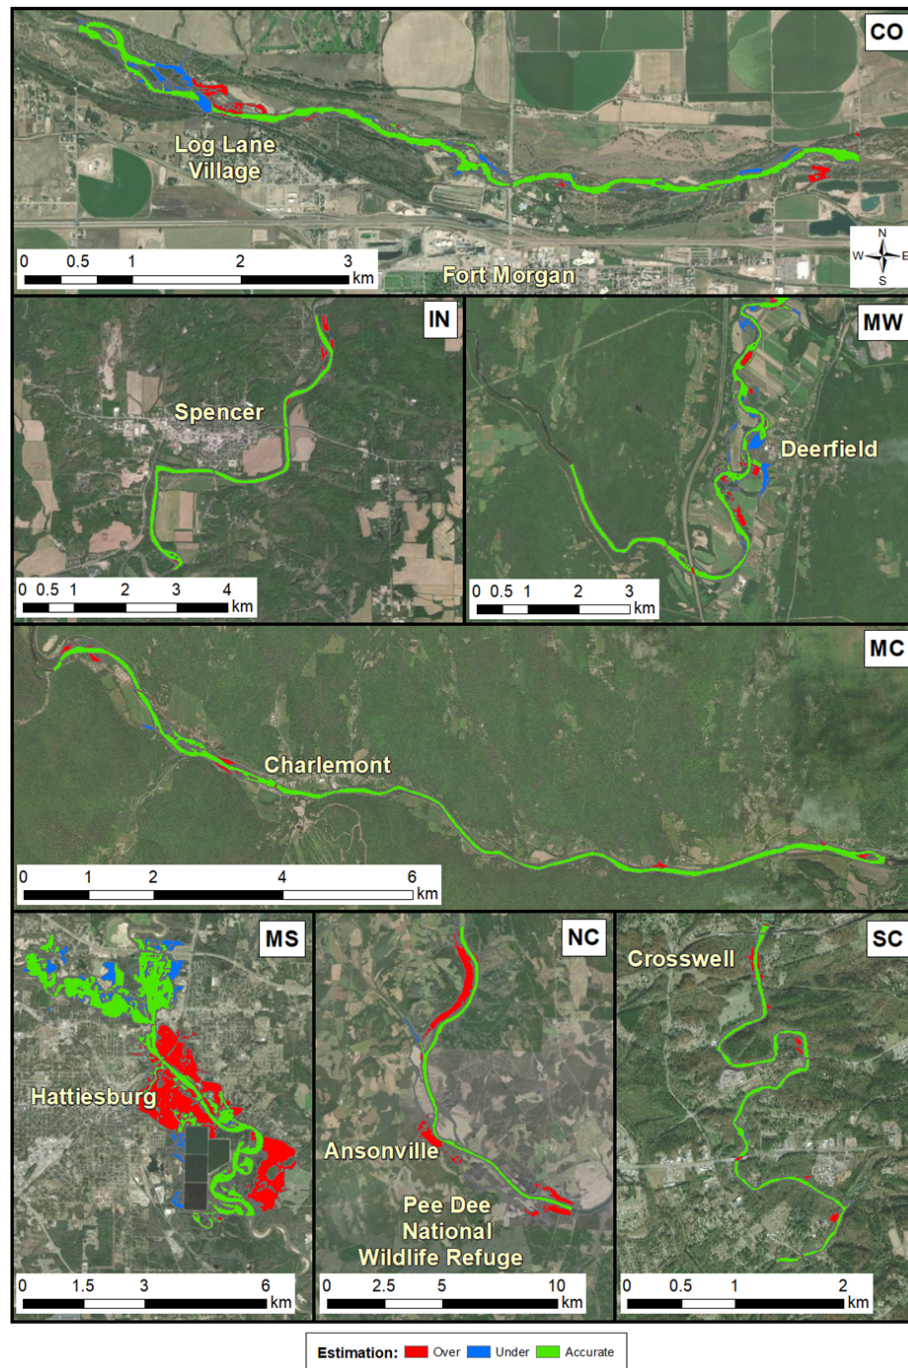 CO
Log Lane
Village
Fort Morgan
N
W E
S
0 0.5 1 2 3
km
IN
Spencer
0 0.5 1 2 3 4
km
MW
Deerfield
0 0.5 1 2 3
km
MC
Charlemont
0 1 2 4 6
km
MS
Hattiesburg
0 1.5 3 6
km
NC
Ansonville
Pee Dee
National
Wildlife Refuge
0 2.5 5 10
km
SC
Crosswell
0 0.5 1 2
km
Estimation: Over Under Accurate